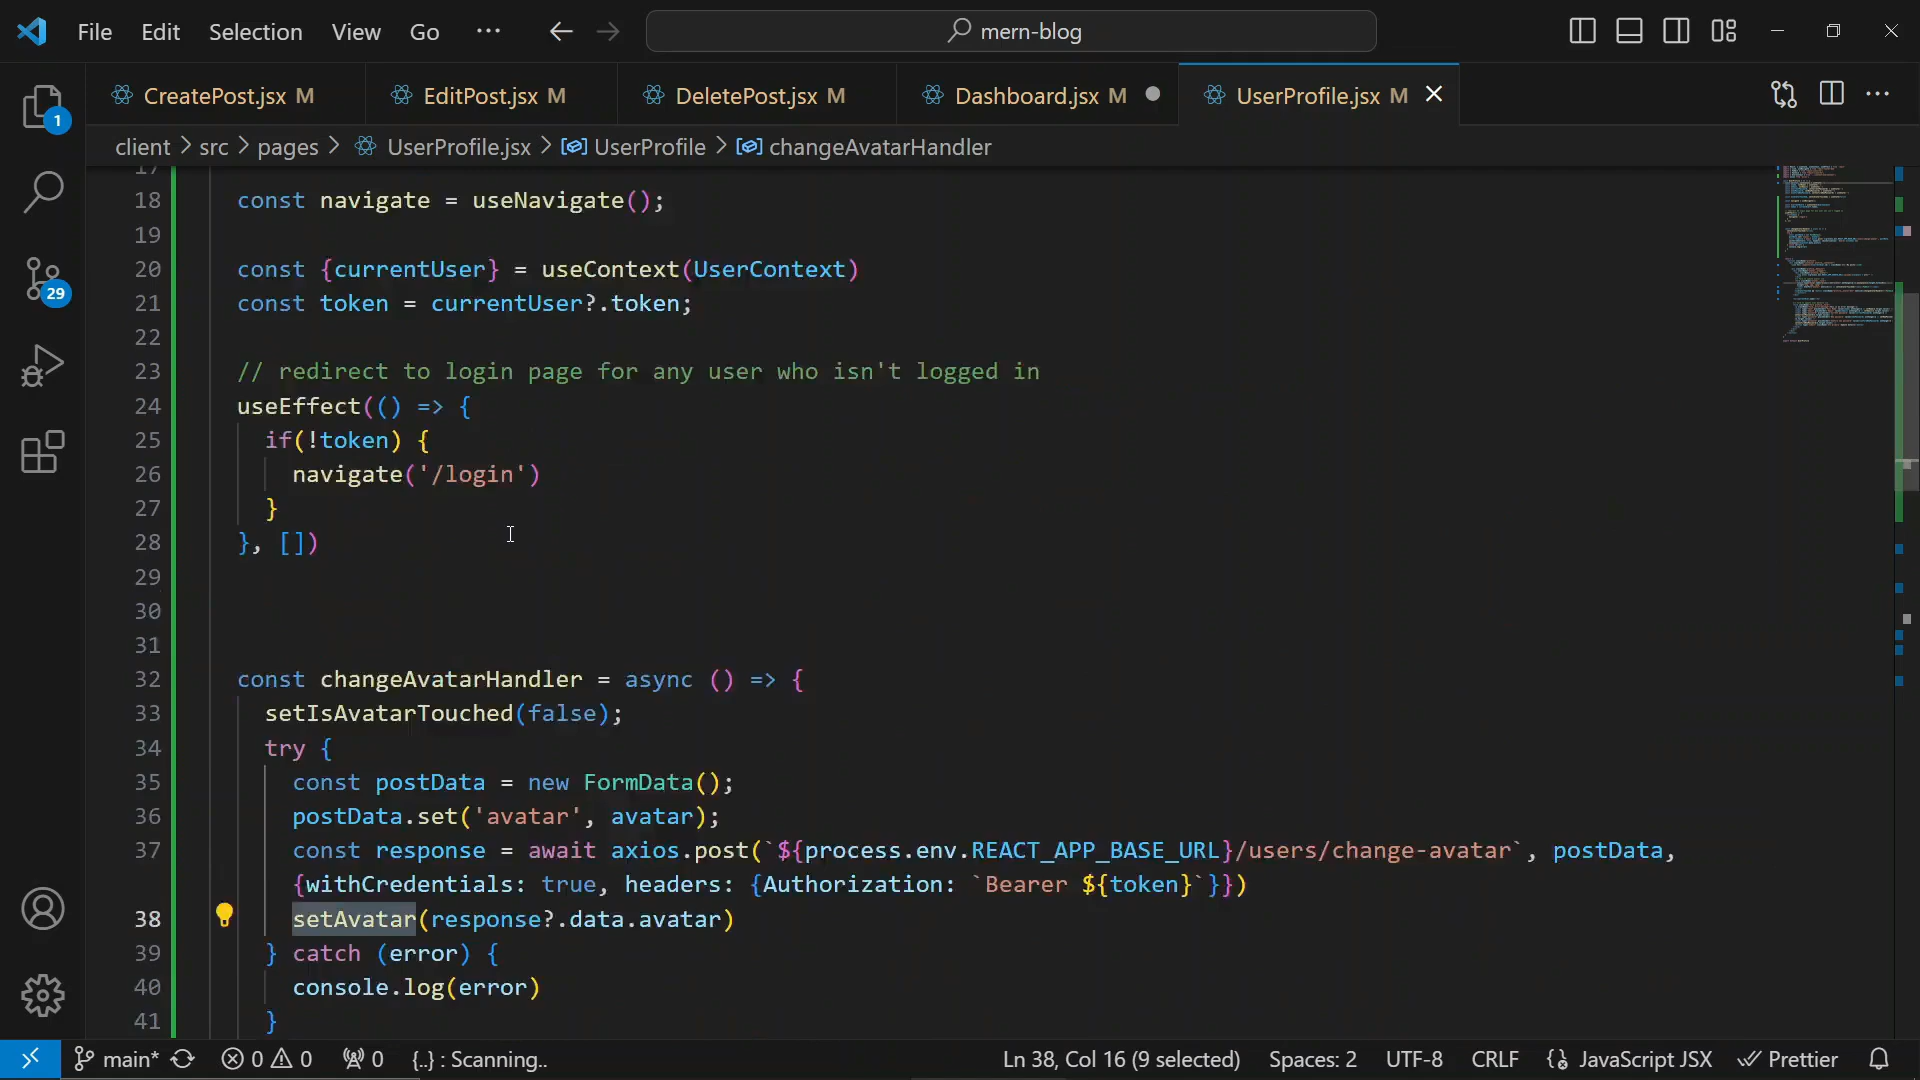 File Edit Selection View Go ··· mern-blog
CreatePost.jsx M EditPost.jsx M DeletePost.jsx M Dashboard.jsx M UserProfile.jsx M
client > src > pages > UserProfile.jsx > UserProfile > changeAvatarHandler
17
18 const navigate = useNavigate();
19
20 const {currentUser} = useContext(UserContext)
21 const token = currentUser?.token;
22
23 // redirect to login page for any user who isn't logged in
24 useEffect(() => {
25 if(!token) {
26 navigate('/login')
27 }
28 }, [])
29
30
31
32 const changeAvatarHandler = async () => {
33 setIsAvatarTouched(false);
34 try {
35 const postData = new FormData();
36 postData.set('avatar', avatar);
37 const response = await axios.post(`${process.env.REACT_APP_BASE_URL}/users/change-avatar`, postData,
{withCredentials: true, headers: {Authorization: `Bearer ${token}`}})
38 setAvatar(response?.data.avatar)
39 } catch (error) {
40 console.log(error)
41 }
1
29
main* 0 0 0 {..} : Scanning.. Ln 38, Col 16 (9 selected) Spaces: 2 UTF-8 CRLF JavaScript JSX Prettier